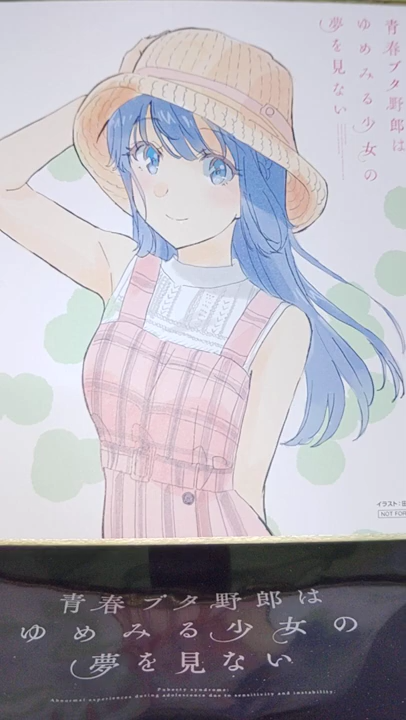 青春ブタ野郎は
ゆめみる少女の
夢を見ない
イラスト:
NOT FOR
青春ブタ野郎は
ゆめみる少女の
夢を見ない
Puberty syndrome:
Abnormal experiences during adolescence due to sensitivity and instability.